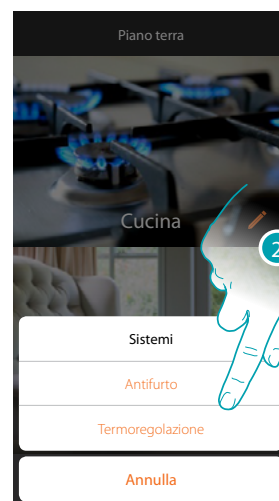 Piano terra
Cucina
2
Sistemi
Antifurto
Termoregolazione
Annulla